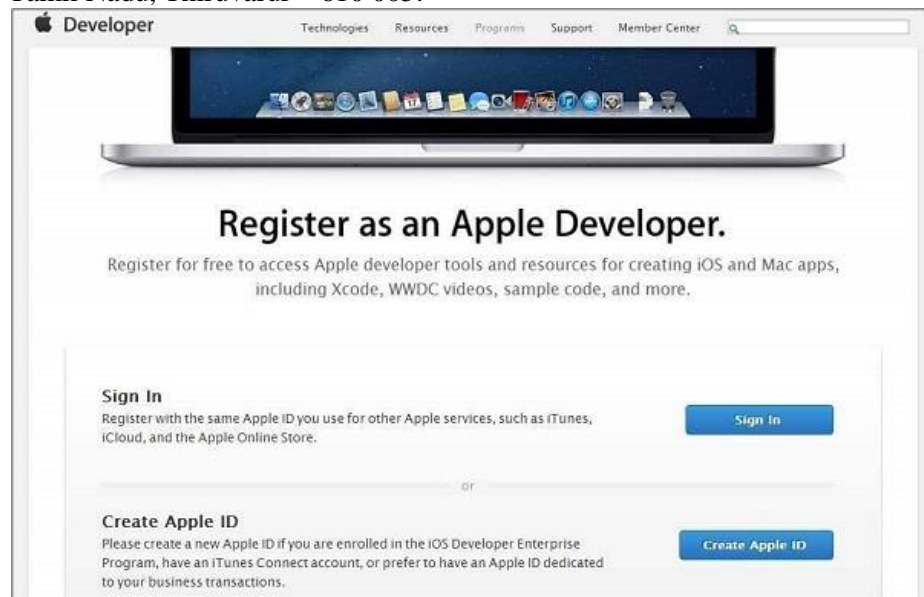 Developer
Technologies Resources Programs Support Member Center
Register as an Apple Developer.
Register for free to access Apple developer tools and resources for creating iOS and Mac apps,
including Xcode, WWDC videos, sample code, and more.
Sign In
Register with the same Apple ID you use for other Apple services, such as iTunes,
iCloud, and the Apple Online Store.
Sign In
or
Create Apple ID
Please create a new Apple ID if you are enrolled in the iOS Developer Enterprise
Program, have an iTunes Connect account, or prefer to have an Apple ID dedicated
to your business transactions.
Create Apple ID